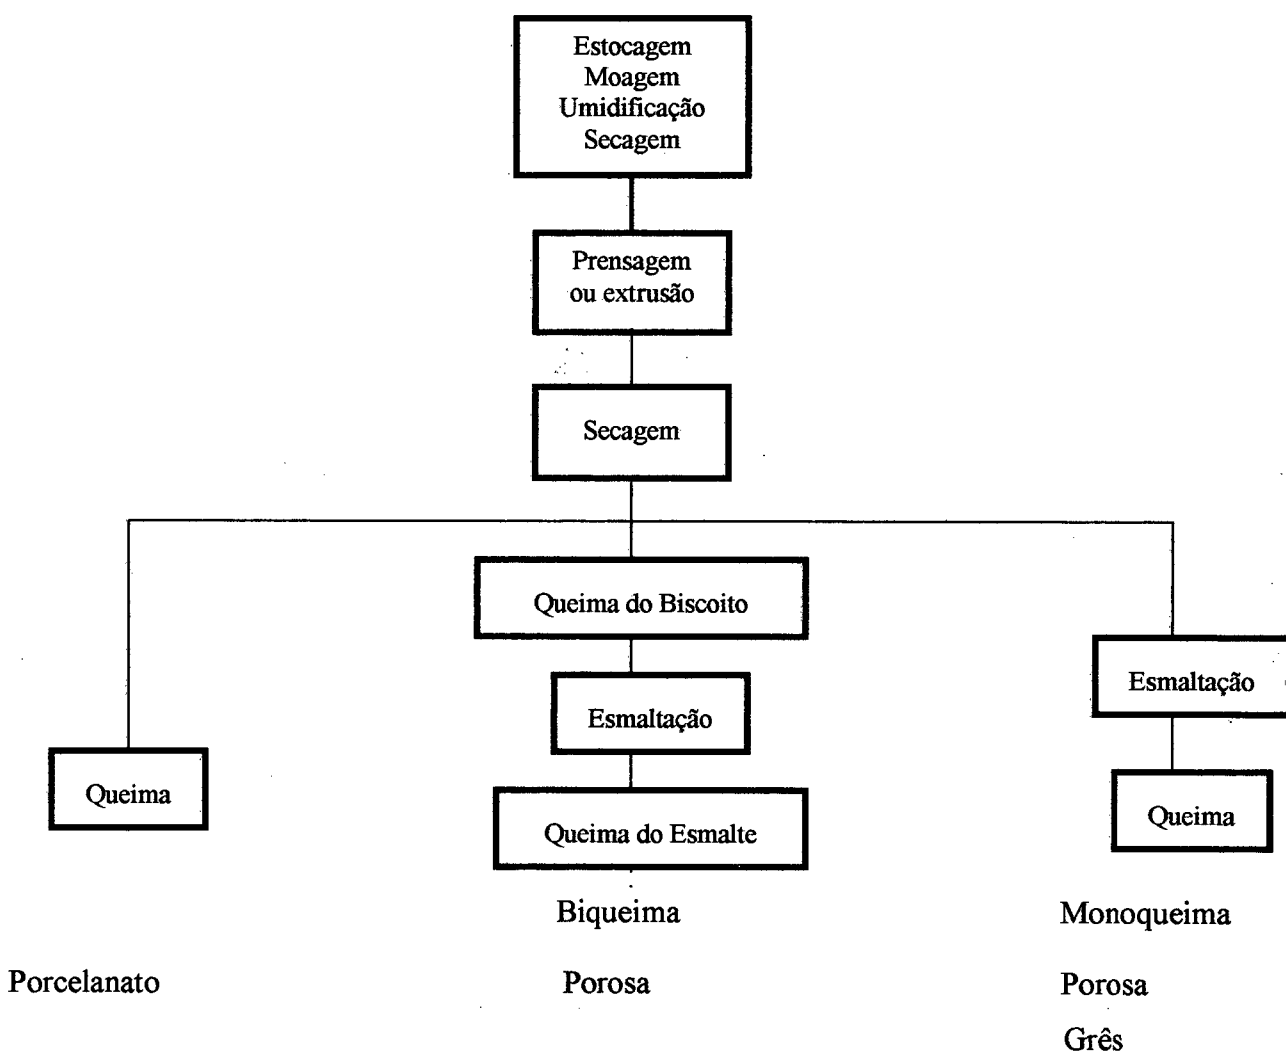 Estocagem
Moagem
Umidificação
Secagem
Prensagem
ou extrusão
Secagem
Queima do Biscoito
Esmaltação
Esmaltação
Queima
Queima
Queima do Esmalte
Biqueima
Monoqueima
Porcelanato
Porosa
Porosa
Grês